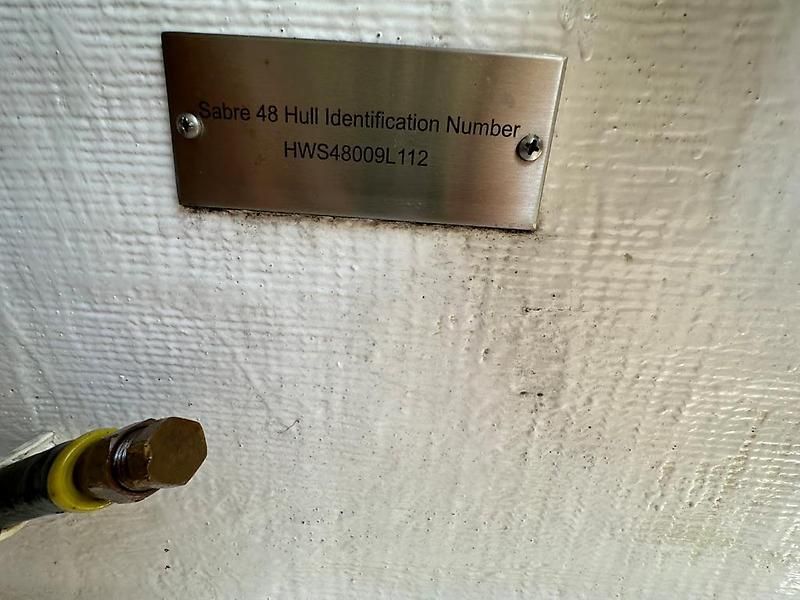 Sabre 48 Hull Identification Number
HWS48009L112